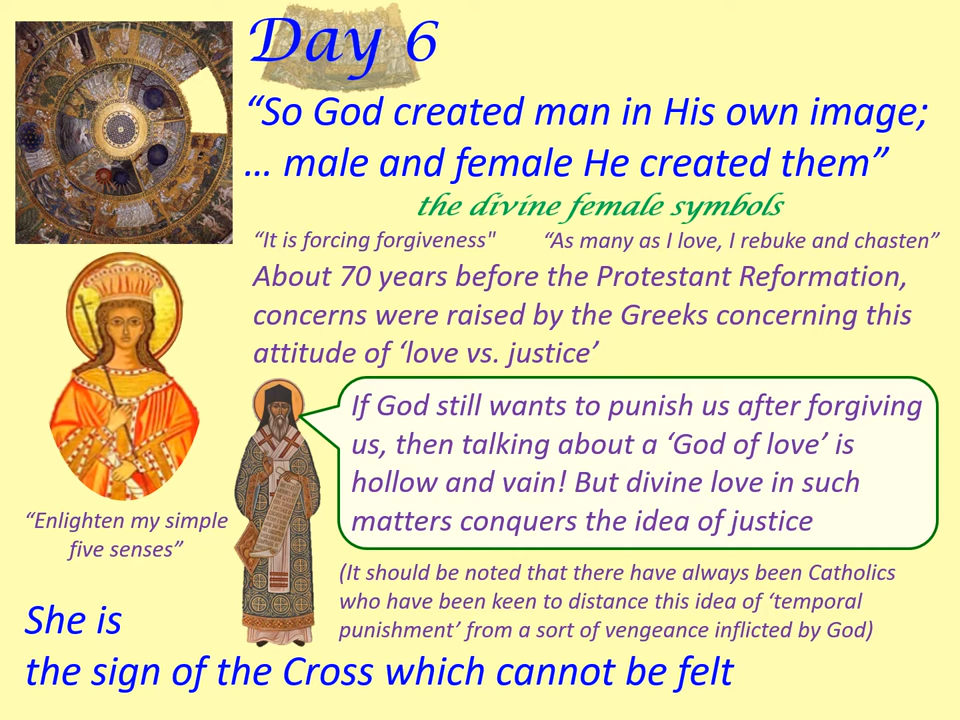 Day 6
“So God created man in His own image;
… male and female He created them”
the divine female symbols
“It is forcing forgiveness"
“As many as I love, I rebuke and chasten”
About 70 years before the Protestant Reformation,
concerns were raised by the Greeks concerning this
attitude of ‘love vs. justice’
If God still wants to punish us after forgiving
us, then talking about a ‘God of love’ is
hollow and vain! But divine love in such
matters conquers the idea of justice
“Enlighten my simple
five senses”
(It should be noted that there have always been Catholics
who have been keen to distance this idea of ‘temporal
punishment’ from a sort of vengeance inflicted by God)
She is
the sign of the Cross which cannot be felt